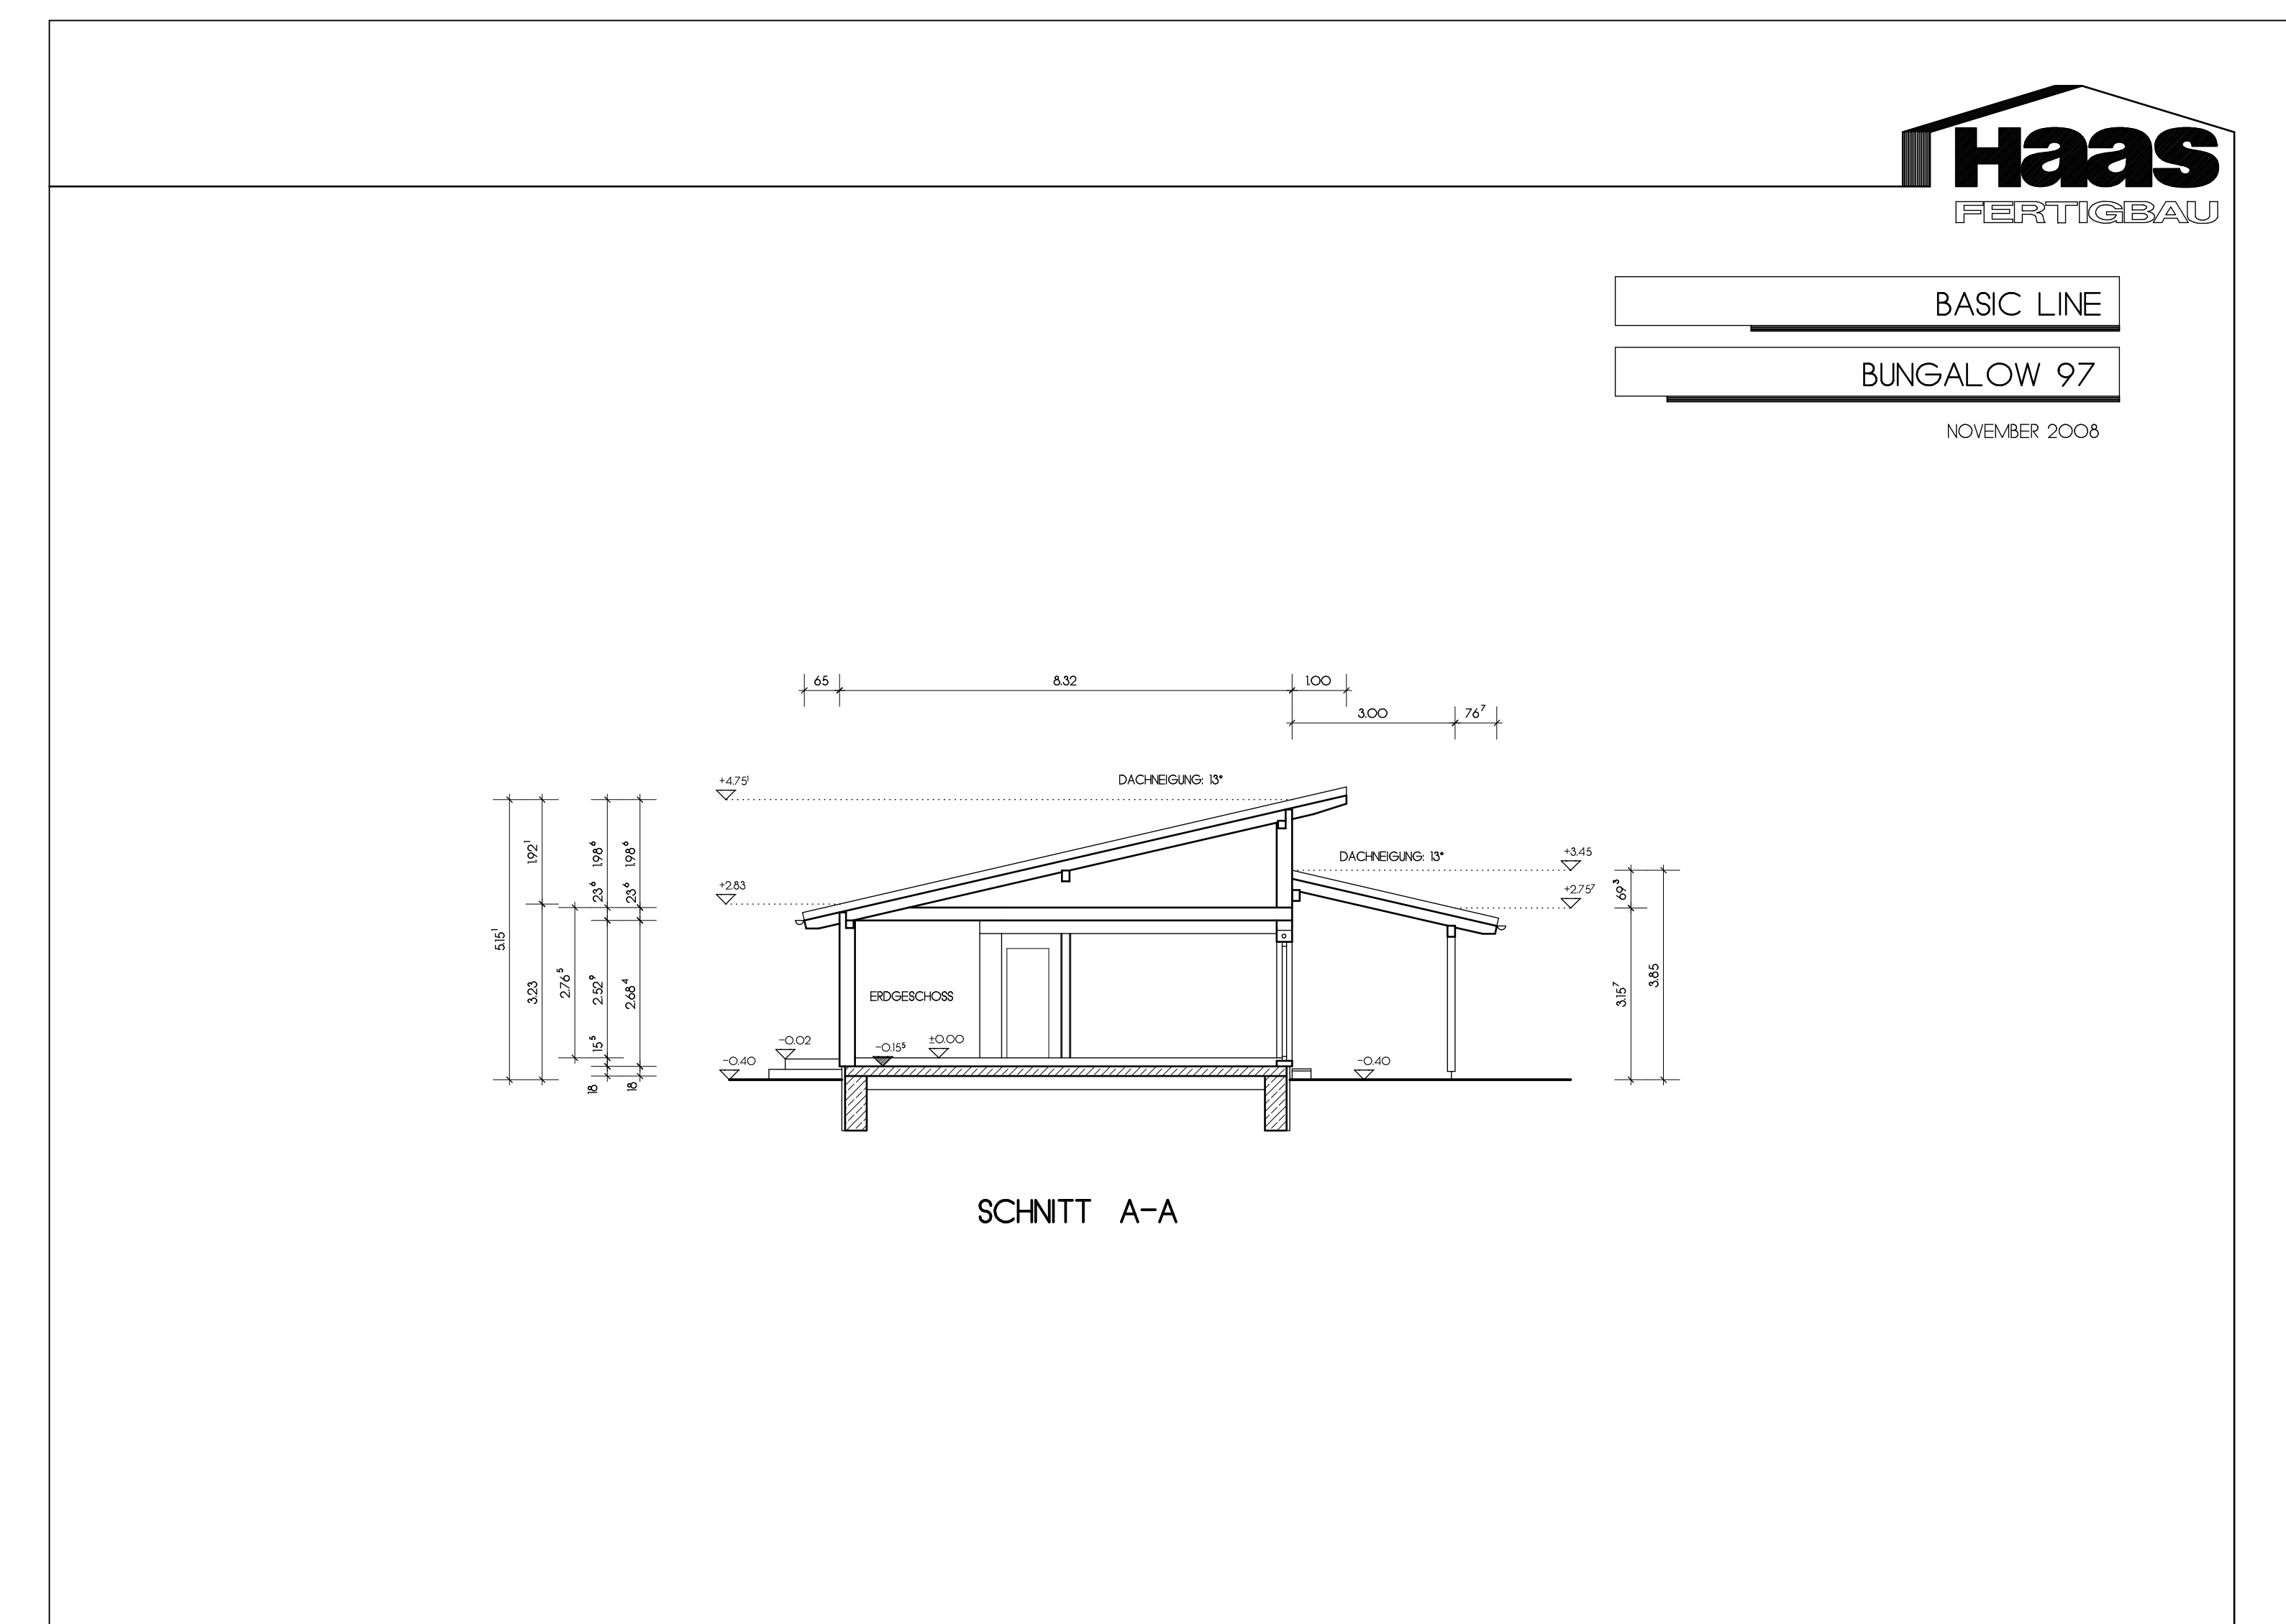 Haas
FERTIGBAU
BASIC LINE
BUNGALOW 97
NOVEMBER 2008
65 8.32 1.00
3.00 76⁷
+4.75¹ DACHNEIGUNG: 13°
DACHNEIGUNG: 13° +3.45
+2.83
+2.75⁷
5.15¹
1.92¹
3.23
2.76⁵
1.98⁶
23⁶
2.52⁹
15⁵
18
1.98⁶
23⁶
2.68⁴
18
69³
3.15⁷
3.85
ERDGESCHOSS
-0.02 -0.15⁵ ±0.00
-0.40 -0.40
SCHNITT A-A